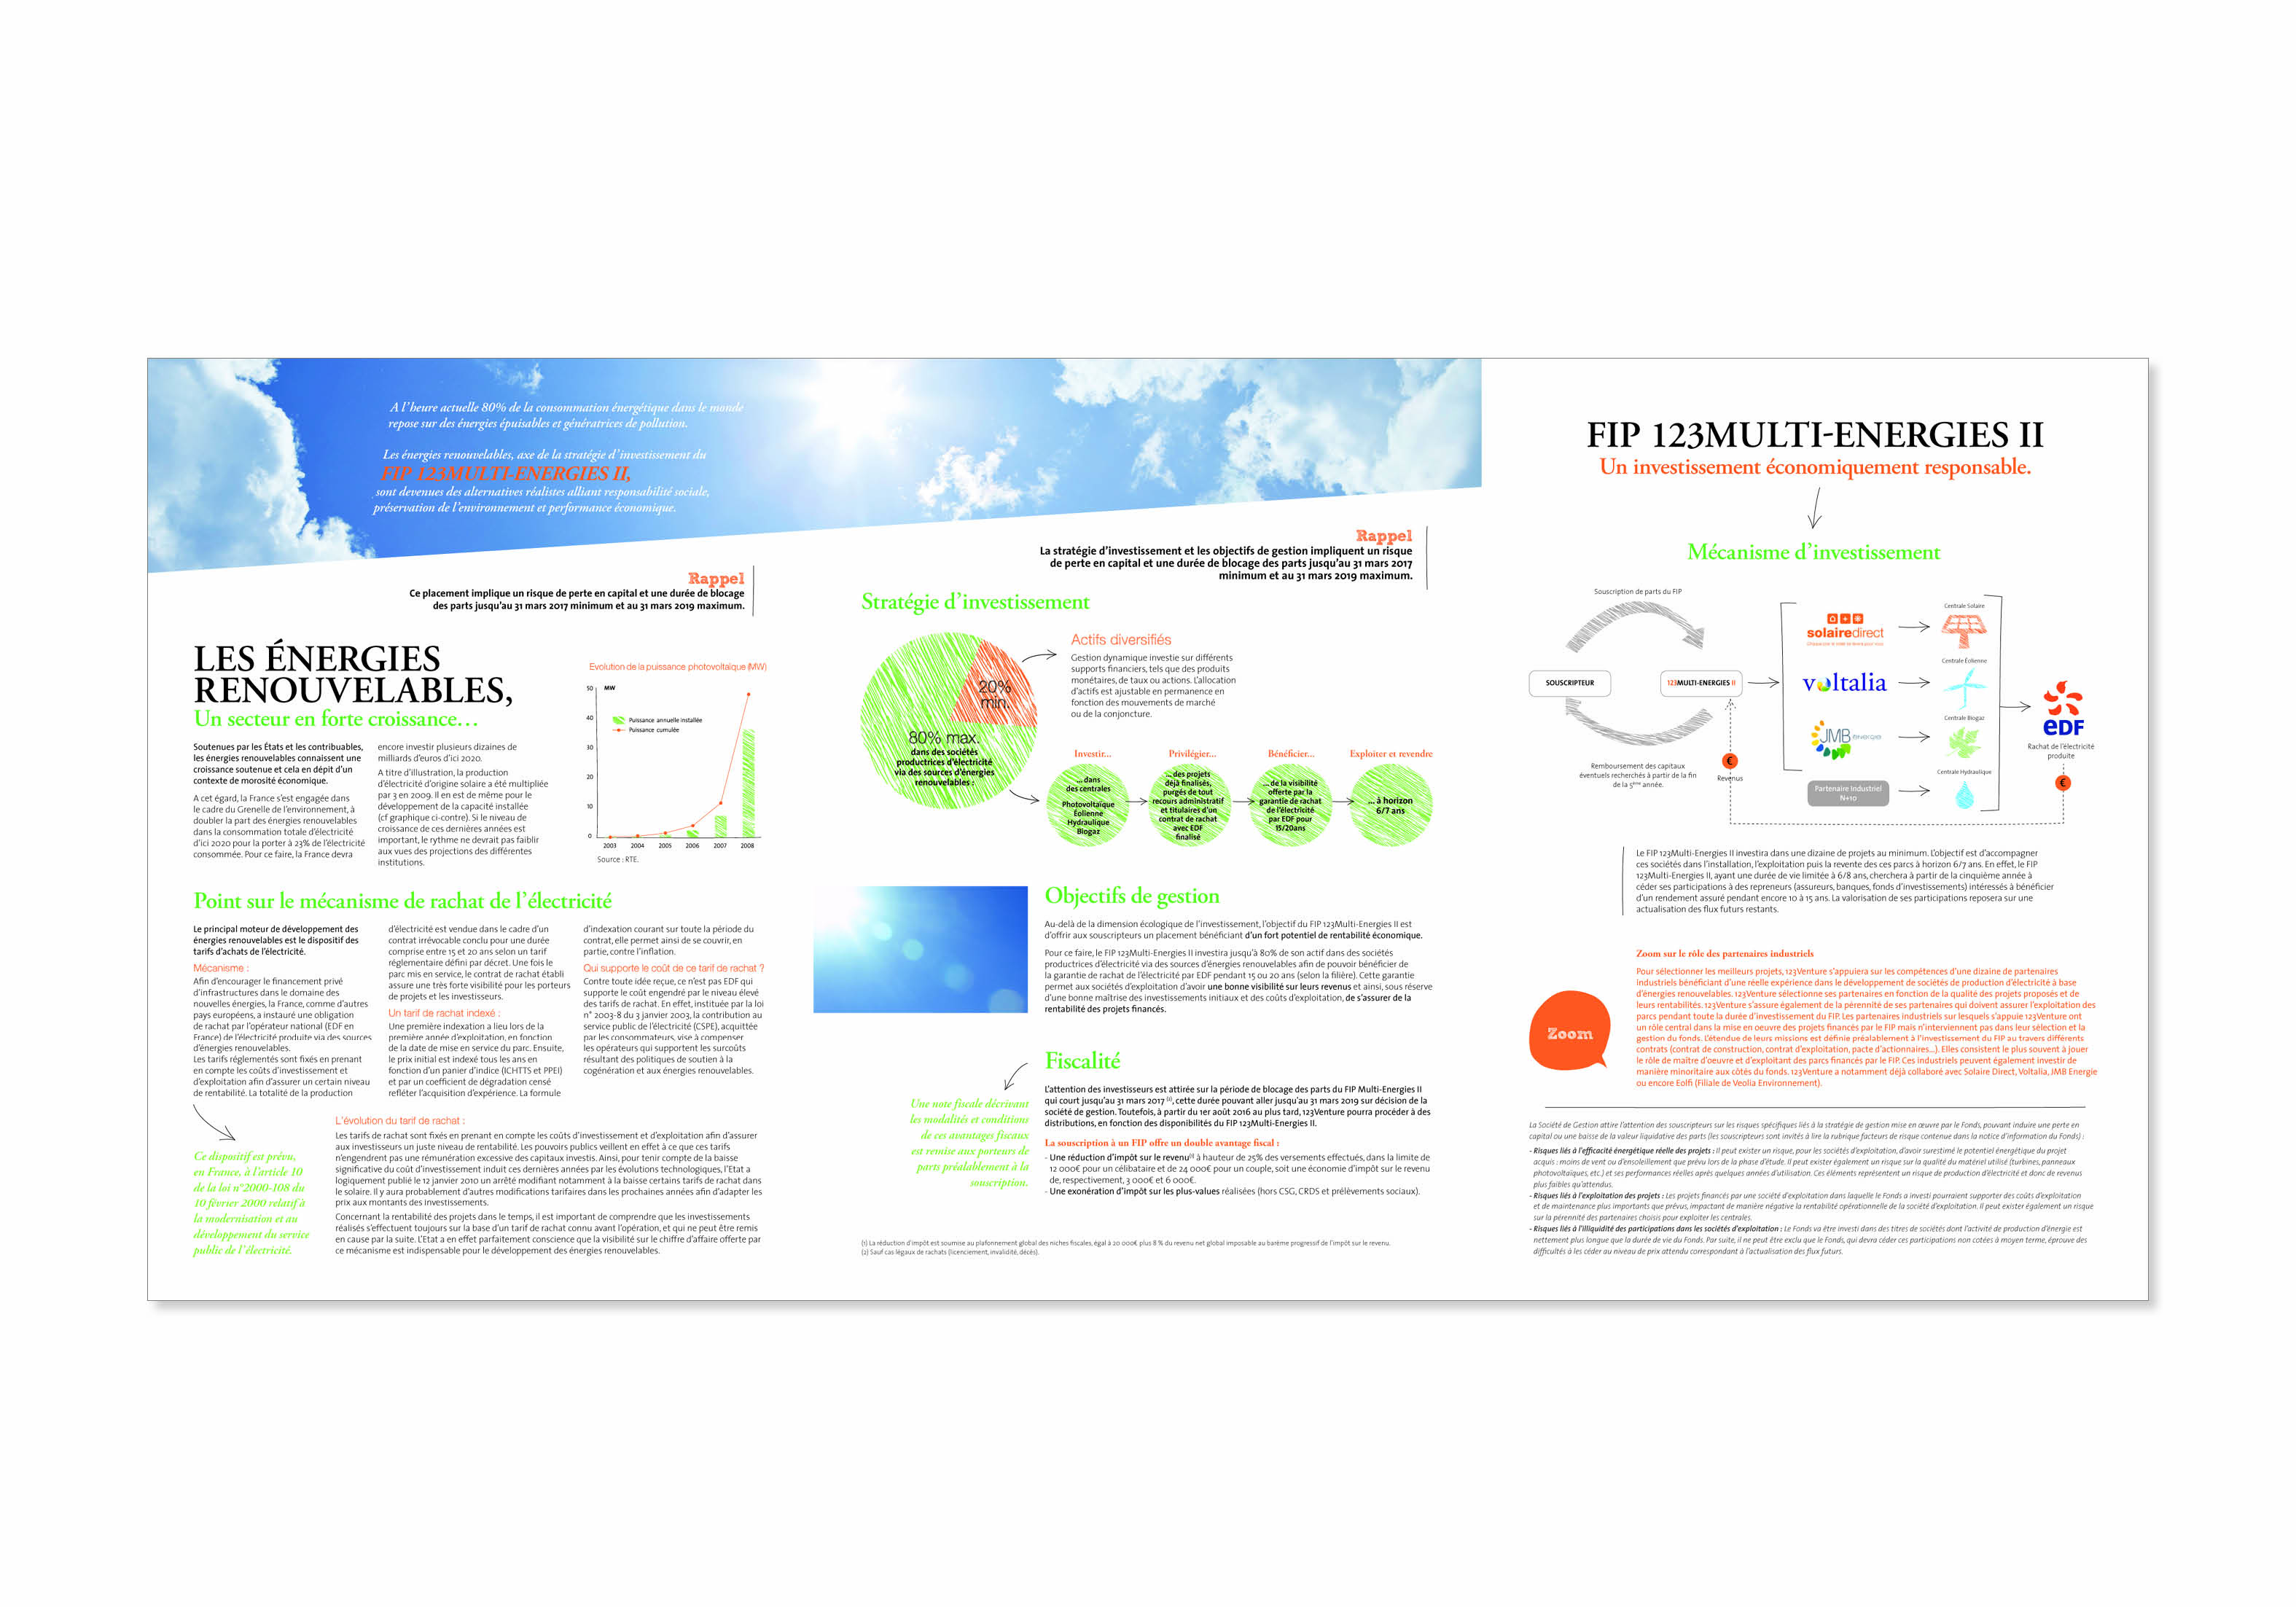 A l'heure actuelle 80% de la consommation énergétique dans le monde
repose sur des énergies épuisables et génératrices de pollution.
Les énergies renouvelables, axe de la stratégie d'investissement du
FIP 123MULTI-ENERGIES II,
sont devenues des alternatives réalistes alliant responsabilité sociale,
préservation de l'environnement et performance économique.
Rappel
Ce placement implique un risque de perte en capital et une durée de blocage
des parts jusqu'au 31 mars 2017 minimum et au 31 mars 2019 maximum.
LES ÉNERGIES
RENOUVELABLES,
Un secteur en forte croissance…
Soutenues par les États et les contribuables,
les énergies renouvelables connaissent une
croissance soutenue et cela en dépit d'un
contexte de morosité économique.
A cet égard, la France s'est engagée dans
le cadre du Grenelle de l'environnement, à
doubler la part des énergies renouvelables
dans la consommation totale d'électricité
d'ici 2020 pour la porter à 23% de l'électricité
consommée. Pour ce faire, la France devra
encore investir plusieurs dizaines de
milliards d'euros d'ici 2020.
A titre d'illustration, la production
d'électricité d'origine solaire a été multipliée
par 3 en 2009. Il en est de même pour le
développement de la capacité installée
(cf graphique ci-contre). Si le niveau de
croissance de ces dernières années est
important, le rythme ne devrait pas faiblir
aux vues des projections des différentes
institutions.
Evolution de la puissance photovoltaïque (MW)
50
MW
40
Puissance annuelle installée
Puissance cumulée
30
20
10
0
2003 2004 2005 2006 2007 2008
Source : RTE.
Point sur le mécanisme de rachat de l'électricité
Le principal moteur de développement des
énergies renouvelables est le dispositif des
tarifs d'achats de l'électricité.
Mécanisme :
Afin d'encourager le financement privé
d'infrastructures dans le domaine des
nouvelles énergies, la France, comme d'autres
pays européens, a instauré une obligation
de rachat par l'opérateur national (EDF en
France) de l'électricité produite via des sources
d'énergies renouvelables.
Les tarifs réglementés sont fixés en prenant
en compte les coûts d'investissement et
d'exploitation afin d'assurer un certain niveau
de rentabilité. La totalité de la production
d'électricité est vendue dans le cadre d'un
contrat irrévocable conclu pour une durée
comprise entre 15 et 20 ans selon un tarif
réglementaire défini par décret. Une fois le
parc mis en service, le contrat de rachat établi
assure une très forte visibilité pour les porteurs
de projets et les investisseurs.
Un tarif de rachat indexé :
Une première indexation a lieu lors de la
première année d'exploitation, en fonction
de la date de mise en service du parc. Ensuite,
le prix initial est indexé tous les ans en
fonction d'un panier d'indice (ICHTTS et PPEI)
et par un coefficient de dégradation censé
refléter l'acquisition d'expérience. La formule
d'indexation courant sur toute la période du
contrat, elle permet ainsi de se couvrir, en
partie, contre l'inflation.
Qui supporte le coût de ce tarif de rachat ?
Contre toute idée reçue, ce n'est pas EDF qui
supporte le coût engendré par le niveau élevé
des tarifs de rachat. En effet, instituée par la loi
n° 2003-8 du 3 janvier 2003, la contribution au
service public de l'électricité (CSPE), acquittée
par les consommateurs, vise à compenser
les opérateurs qui supportent les surcoûts
résultant des politiques de soutien à la
cogénération et aux énergies renouvelables.
Ce dispositif est prévu,
en France, à l'article 10
de la loi n°2000-108 du
10 février 2000 relatif à
la modernisation et au
développement du service
public de l'électricité.
L'évolution du tarif de rachat :
Les tarifs de rachat sont fixés en prenant en compte les coûts d'investissement et d'exploitation afin d'assurer
aux investisseurs un juste niveau de rentabilité. Les pouvoirs publics veillent en effet à ce que ces tarifs
n'engendrent pas une rémunération excessive des capitaux investis. Ainsi, pour tenir compte de la baisse
significative du coût d'investissement induit ces dernières années par les évolutions technologiques, l'Etat a
logiquement publié le 12 janvier 2010 un arrêté modifiant notamment à la baisse certains tarifs de rachat dans
le solaire. Il y aura probablement d'autres modifications tarifaires dans les prochaines années afin d'adapter les
prix aux montants des investissements.
Concernant la rentabilité des projets dans le temps, il est important de comprendre que les investissements
réalisés s'effectuent toujours sur la base d'un tarif de rachat connu avant l'opération, et qui ne peut être remis
en cause par la suite. L'Etat a en effet parfaitement conscience que la visibilité sur le chiffre d'affaire offerte par
ce mécanisme est indispensable pour le développement des énergies renouvelables.
Rappel
La stratégie d'investissement et les objectifs de gestion impliquent un risque
de perte en capital et une durée de blocage des parts jusqu'au 31 mars 2017
minimum et au 31 mars 2019 maximum.
Stratégie d'investissement
20%
min.
80% max.
dans des sociétés
productrices d'électricité
via des sources d'énergies
renouvelables :
Actifs diversifiés
Gestion dynamique investie sur différents
supports financiers, tels que des produits
monétaires, de taux ou actions. L'allocation
d'actifs est ajustable en permanence en
fonction des mouvements de marché
ou de la conjoncture.
Investir...
... dans
des centrales
Photovoltaïque
Éolienne
Hydraulique
Biogaz
Privilégier...
... des projets
déjà finalisés,
purgés de tout
recours administratif
et titulaires d'un
contrat de rachat
avec EDF
finalisé
Bénéficier...
... de la visibilité
offerte par la
garantie de rachat
de l'électricité
par EDF pour
15/20ans
Exploiter et revendre
... à horizon
6/7 ans
Objectifs de gestion
Au-delà de la dimension écologique de l'investissement, l'objectif du FIP 123Multi-Energies II est
d'offrir aux souscripteurs un placement bénéficiant d'un fort potentiel de rentabilité économique.
Pour ce faire, le FIP 123Multi-Energies II investira jusqu'à 80% de son actif dans des sociétés
productrices d'électricité via des sources d'énergies renouvelables afin de pouvoir bénéficier de
la garantie de rachat de l'électricité par EDF pendant 15 ou 20 ans (selon la filière). Cette garantie
permet aux sociétés d'exploitation d'avoir une bonne visibilité sur leurs revenus et ainsi, sous réserve
d'une bonne maîtrise des investissements initiaux et des coûts d'exploitation, de s'assurer de la
rentabilité des projets financés.
Fiscalité
L'attention des investisseurs est attirée sur la période de blocage des parts du FIP Multi-Energies II
qui court jusqu'au 31 mars 2017 (2), cette durée pouvant aller jusqu'au 31 mars 2019 sur décision de la
société de gestion. Toutefois, à partir du 1er août 2016 au plus tard, 123Venture pourra procéder à des
distributions, en fonction des disponibilités du FIP 123Multi-Energies II.
La souscription à un FIP offre un double avantage fiscal :
- Une réduction d'impôt sur le revenu(1) à hauteur de 25% des versements effectués, dans la limite de
12 000€ pour un célibataire et de 24 000€ pour un couple, soit une économie d'impôt sur le revenu
de, respectivement, 3 000€ et 6 000€.
- Une exonération d'impôt sur les plus-values réalisées (hors CSG, CRDS et prélèvements sociaux).
Une note fiscale décrivant
les modalités et conditions
de ces avantages fiscaux
est remise aux porteurs de
parts préalablement à la
souscription.
(1) La réduction d'impôt est soumise au plafonnement global des niches fiscales, égal à 20 000€ plus 8 % du revenu net global imposable au barème progressif de l'impôt sur le revenu.
(2) Sauf cas légaux de rachats (licenciement, invalidité, décès).
FIP 123MULTI-ENERGIES II
Un investissement économiquement responsable.
Mécanisme d'investissement
Souscription de parts du FIP
SOUSCRIPTEUR
123MULTI-ENERGIES II
Remboursement des capitaux
éventuels recherchés à partir de la fin
de la 5ème année.
€
Revenus
solairedirect
voltalia
JMB énergie
Partenaire Industriel
N+10
Centrale Solaire
Centrale Éolienne
Centrale Biogaz
Centrale Hydraulique
eDF
Rachat de l'électricité
produite
€
Le FIP 123Multi-Energies II investira dans une dizaine de projets au minimum. L'objectif est d'accompagner
ces sociétés dans l'installation, l'exploitation puis la revente des ces parcs à horizon 6/7 ans. En effet, le FIP
123Multi-Energies II, ayant une durée de vie limitée à 6/8 ans, cherchera à partir de la cinquième année à
céder ses participations à des repreneurs (assureurs, banques, fonds d'investissements) intéressés à bénéficier
d'un rendement assuré pendant encore 10 à 15 ans. La valorisation de ses participations reposera sur une
actualisation des flux futurs restants.
Zoom
Zoom sur le rôle des partenaires industriels
Pour sélectionner les meilleurs projets, 123Venture s'appuiera sur les compétences d'une dizaine de partenaires
Industriels bénéficiant d'une réelle expérience dans le développement de sociétés de production d'électricité à base
d'énergies renouvelables. 123Venture sélectionne ses partenaires en fonction de la qualité des projets proposés et de
leurs rentabilités. 123Venture s'assure également de la pérennité de ses partenaires qui doivent assurer l'exploitation des
parcs pendant toute la durée d'investissement du FIP. Les partenaires industriels sur lesquels s'appuie 123Venture ont
un rôle central dans la mise en oeuvre des projets financés par le FIP mais n'interviennent pas dans leur sélection et la
gestion du fonds. L'étendue de leurs missions est définie préalablement à l'investissement du FIP au travers différents
contrats (contrat de construction, contrat d'exploitation, pacte d'actionnaires...). Elles consistent le plus souvent à jouer
le rôle de maître d'oeuvre et d'exploitant des parcs financés par le FIP. Ces industriels peuvent également investir de
manière minoritaire aux côtés du fonds. 123Venture a notamment déjà collaboré avec Solaire Direct, Voltalia, JMB Energie
ou encore Eolfi (Filiale de Veolia Environnement).
La Société de Gestion attire l'attention des souscripteurs sur les risques spécifiques liés à la stratégie de gestion mise en œuvre par le Fonds, pouvant induire une perte en
capital ou une baisse de la valeur liquidative des parts (les souscripteurs sont invités à lire la rubrique facteurs de risque contenue dans la notice d'information du Fonds) :
- Risques liés à l'efficacité énergétique réelle des projets : Il peut exister un risque, pour les sociétés d'exploitation, d'avoir surestimé le potentiel énergétique du projet
acquis : moins de vent ou d'ensoleillement que prévu lors de la phase d'étude. Il peut exister également un risque sur la qualité du matériel utilisé (turbines, panneaux
photovoltaïques, etc.) et ses performances réelles après quelques années d'utilisation. Ces éléments représentent un risque de production d'électricité et donc de revenus
plus faibles qu'attendus.
- Risques liés à l'exploitation des projets : Les projets financés par une société d'exploitation dans laquelle le Fonds a investi pourraient supporter des coûts d'exploitation
et de maintenance plus importants que prévus, impactant de manière négative la rentabilité opérationnelle de la société d'exploitation. Il peut exister également un risque
sur la pérennité des partenaires choisis pour exploiter les centrales.
- Risques liés à l'illiquidité des participations dans les sociétés d'exploitation : Le Fonds va être investi dans des titres de sociétés dont l'activité de production d'énergie est
nettement plus longue que la durée de vie du Fonds. Par suite, il ne peut être exclu que le Fonds, qui devra céder ces participations non cotées à moyen terme, éprouve des
difficultés à les céder au niveau de prix attendu correspondant à l'actualisation des flux futurs.